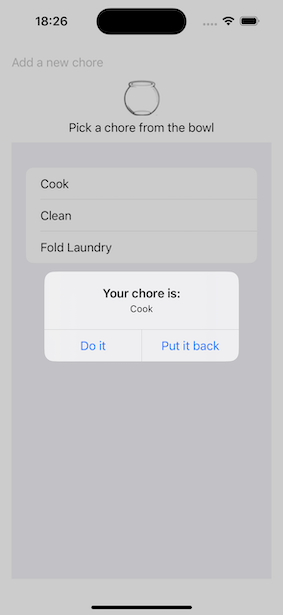 18:26
Add a new chore
Pick a chore from the bowl
Cook
Clean
Fold Laundry
Your chore is:
Cook
Do it
Put it back